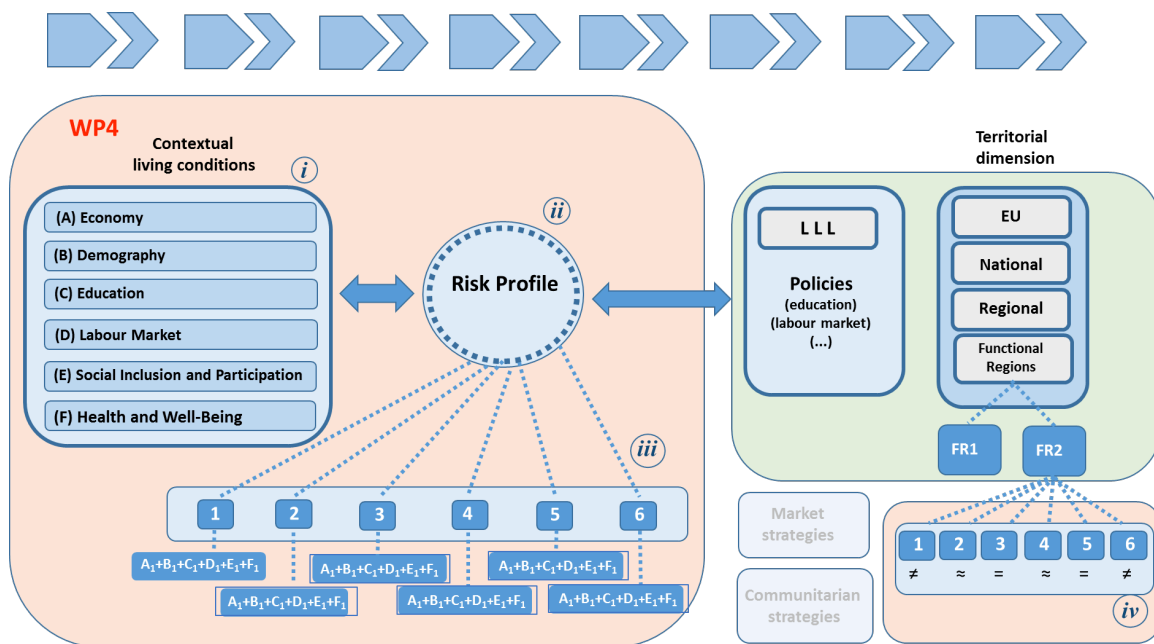 WP4
Contextual
living conditions
i
(A) Economy
(B) Demography
(C) Education
(D) Labour Market
(E) Social Inclusion and Participation
(F) Health and Well-Being
ii
Risk Profile
iii
1 2 3 4 5 6
A₁+B₁+C₁+D₁+E₁+F₁
A₁+B₁+C₁+D₁+E₁+F₁
A₁+B₁+C₁+D₁+E₁+F₁
A₁+B₁+C₁+D₁+E₁+F₁
A₁+B₁+C₁+D₁+E₁+F₁
A₁+B₁+C₁+D₁+E₁+F₁
L L L
Policies
(education)
(labour market)
(...)
Territorial
dimension
EU
National
Regional
Functional
Regions
FR1 FR2
Market
strategies
Communitarian
strategies
1 2 3 4 5 6
≠ ≈ = ≈ = ≠
iv